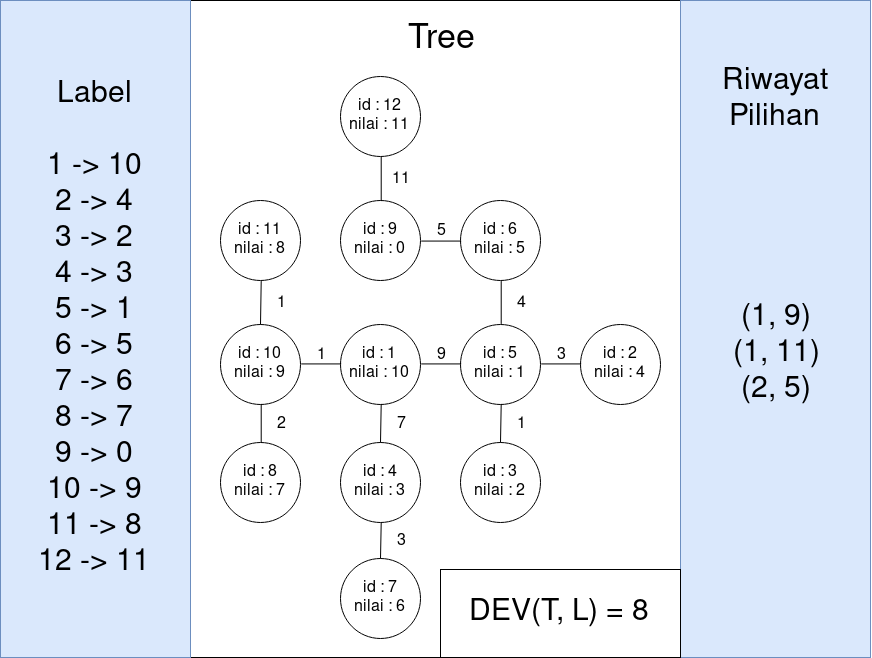 Label
1 -> 10
2 -> 4
3 -> 2
4 -> 3
5 -> 1
6 -> 5
7 -> 6
8 -> 7
9 -> 0
10 -> 9
11 -> 8
12 -> 11
Tree
id : 12
nilai : 11
11
id : 11
nilai : 8
id : 9
nilai : 0
5
id : 6
nilai : 5
1
4
id : 10
nilai : 9
1
id : 1
nilai : 10
9
id : 5
nilai : 1
3
id : 2
nilai : 4
2
7
1
id : 8
nilai : 7
id : 4
nilai : 3
id : 3
nilai : 2
3
id : 7
nilai : 6
DEV(T, L) = 8
Riwayat
Pilihan
(1, 9)
(1, 11)
(2, 5)